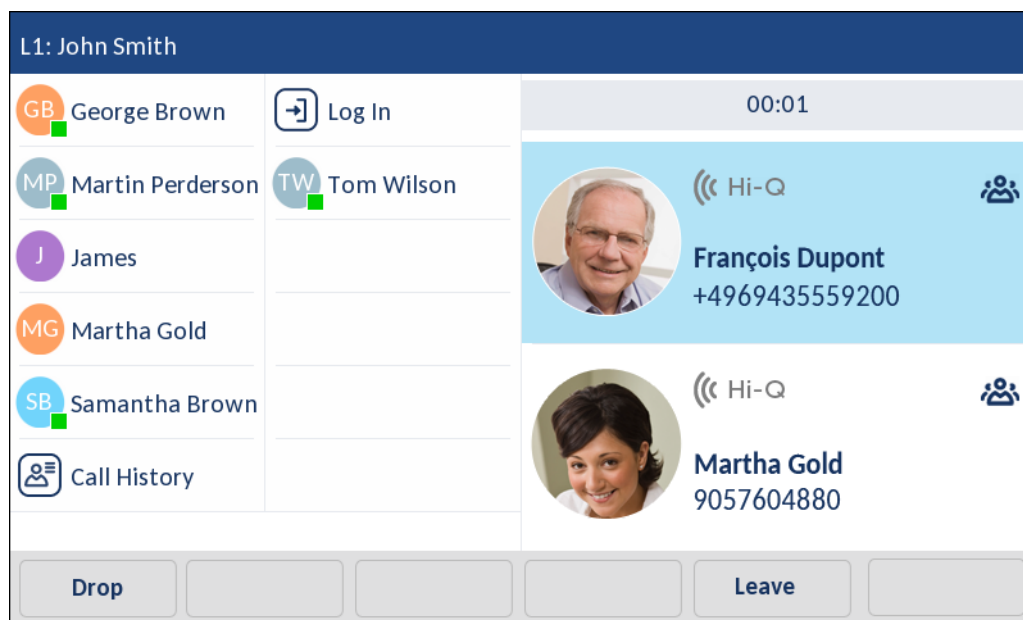 L1: John Smith
GB George Brown
Log In
MP Martin Perderson
TW Tom Wilson
J James
MG Martha Gold
SB Samantha Brown
Call History
00:01
Hi-Q
François Dupont
+4969435559200
Hi-Q
Martha Gold
9057604880
Drop
Leave